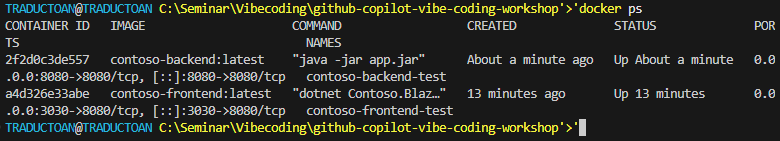 TRADUCTOAN@TRADUCTOAN C:\Seminar\Vibecoding\github-copilot-vibe-coding-workshop'>'docker ps
CONTAINER ID   IMAGE                     COMMAND                  CREATED              STATUS              POR
TS                                            NAMES
2f2d0c3de557   contoso-backend:latest    "java -jar app.jar"      About a minute ago   Up About a minute   0.0
.0.0:8080->8080/tcp, [::]:8080->8080/tcp   contoso-backend-test
a4d326e33abe   contoso-frontend:latest   "dotnet Contoso.Blaz…"   13 minutes ago       Up 13 minutes       0.0
.0.0:3030->8080/tcp, [::]:3030->8080/tcp   contoso-frontend-test
TRADUCTOAN@TRADUCTOAN C:\Seminar\Vibecoding\github-copilot-vibe-coding-workshop'>'